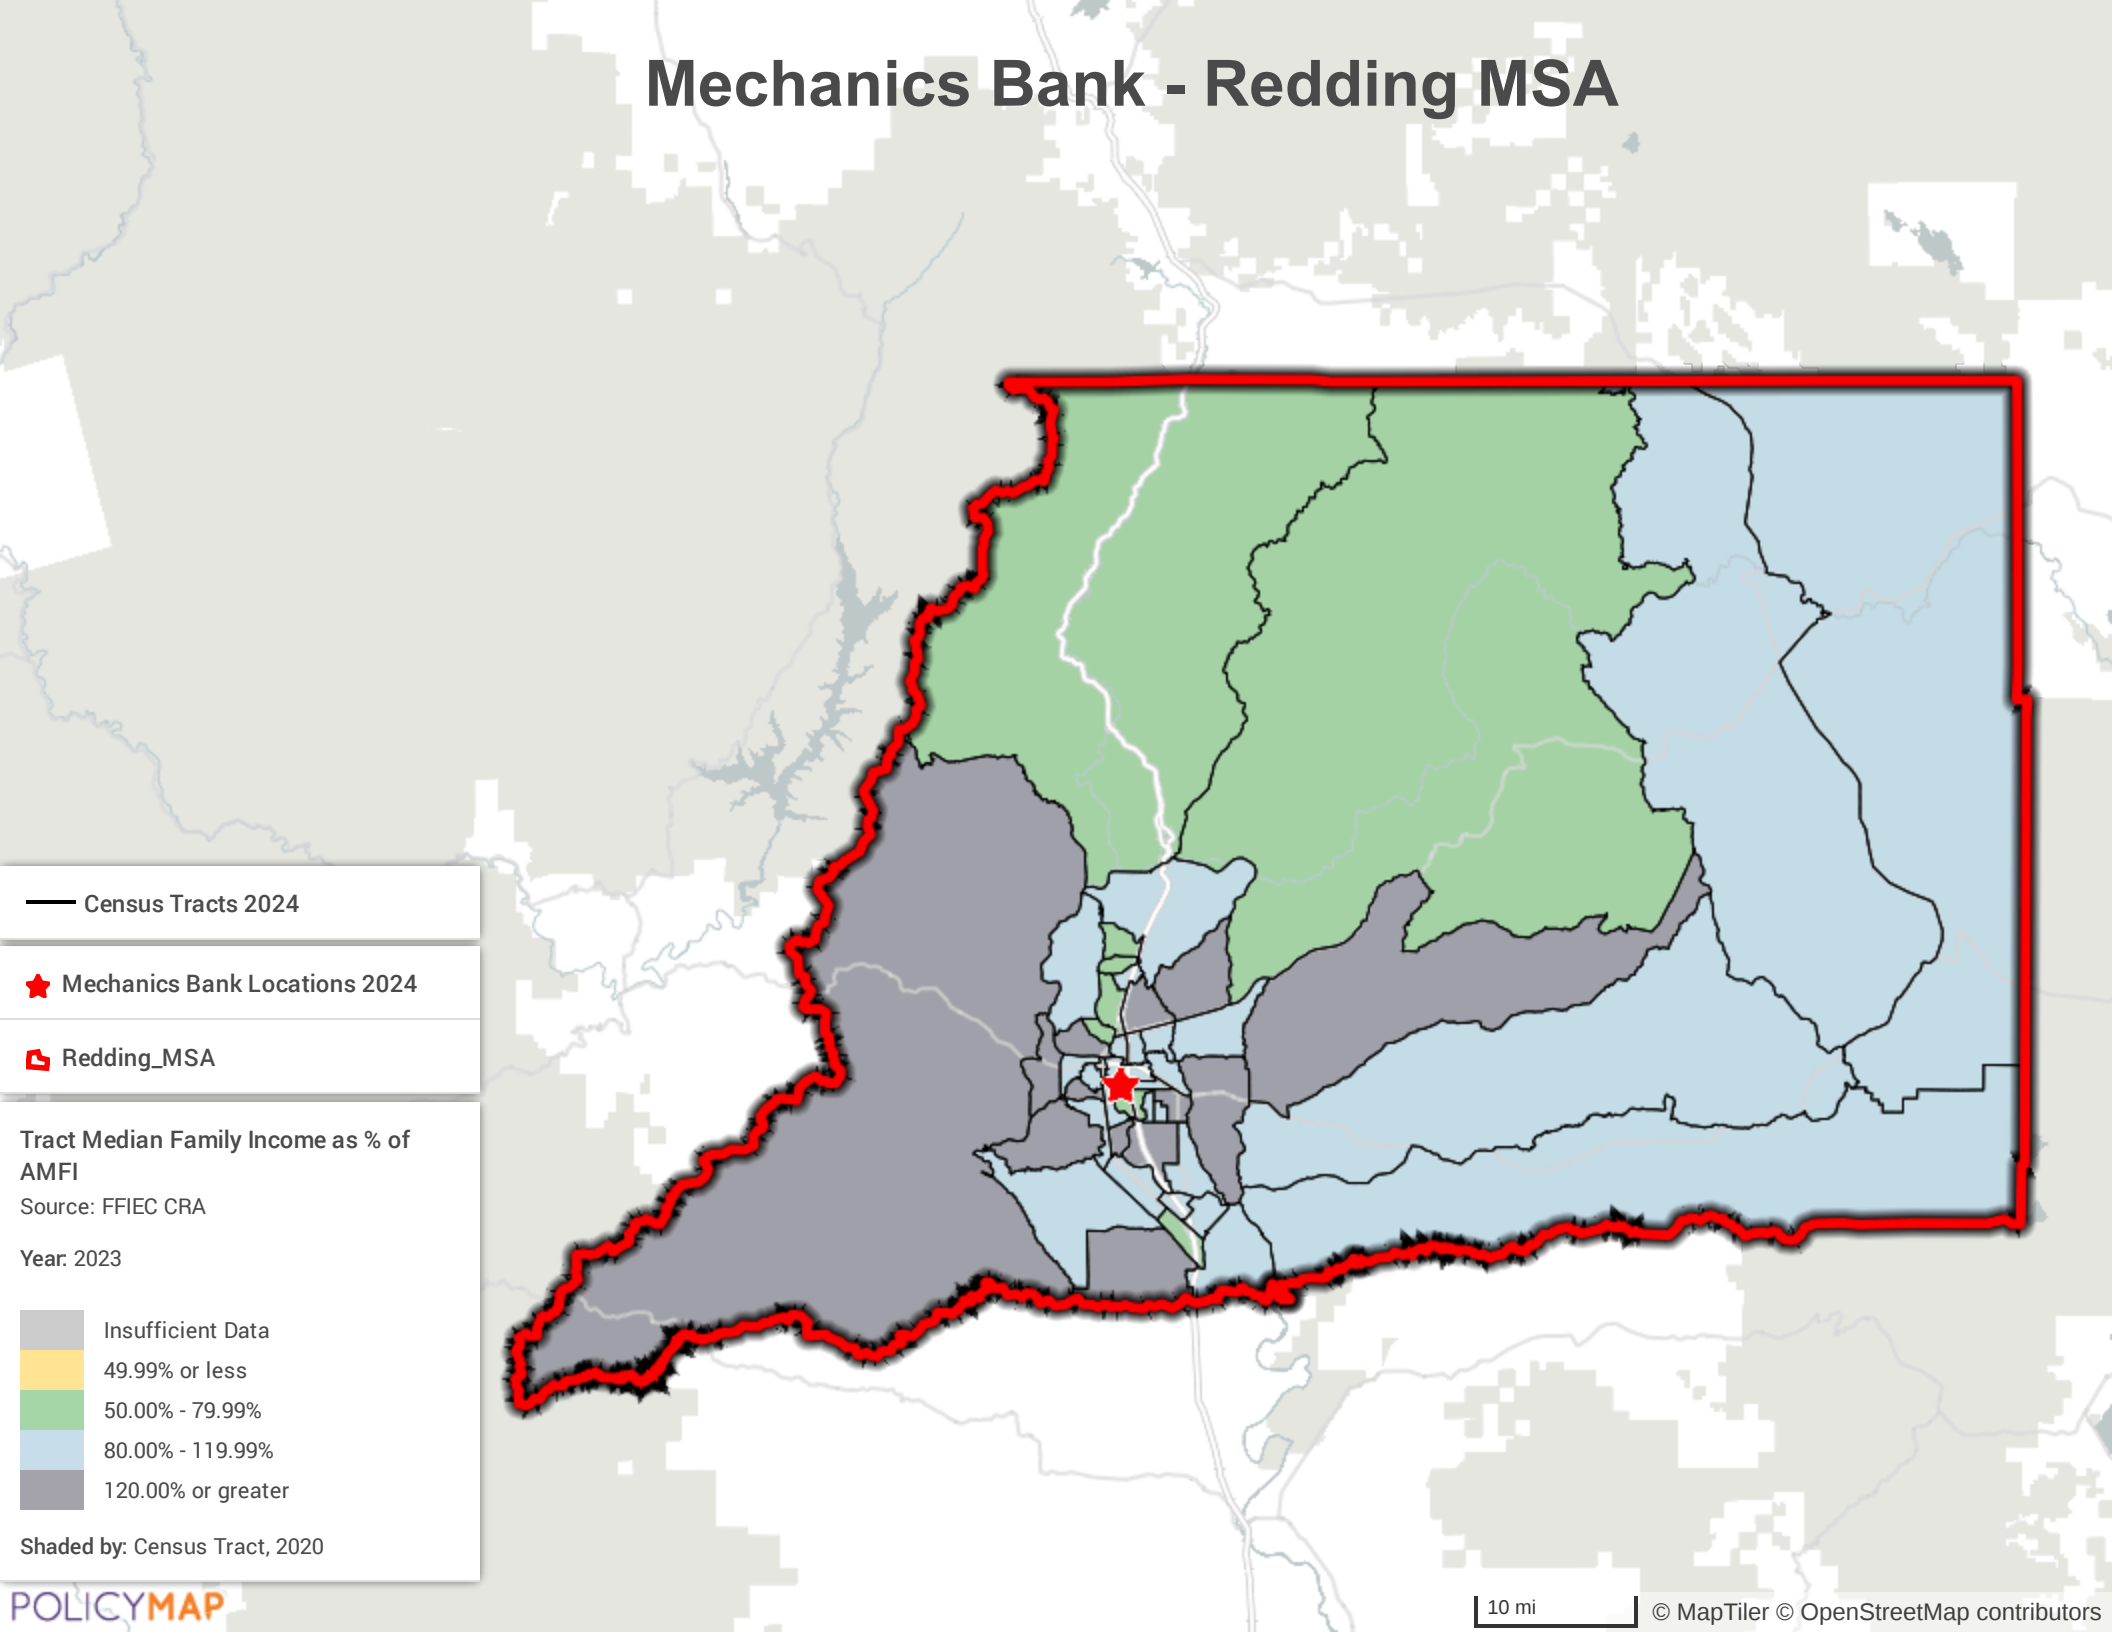 Mechanics Bank - Redding MSA
Census Tracts 2024
Mechanics Bank Locations 2024
Redding_MSA
Tract Median Family Income as % of
AMFI
Source: FFIEC CRA
Year: 2023
Insufficient Data
49.99% or less
50.00% - 79.99%
80.00% - 119.99%
120.00% or greater
Shaded by: Census Tract, 2020
POLICYMAP
10 mi
© MapTiler © OpenStreetMap contributors